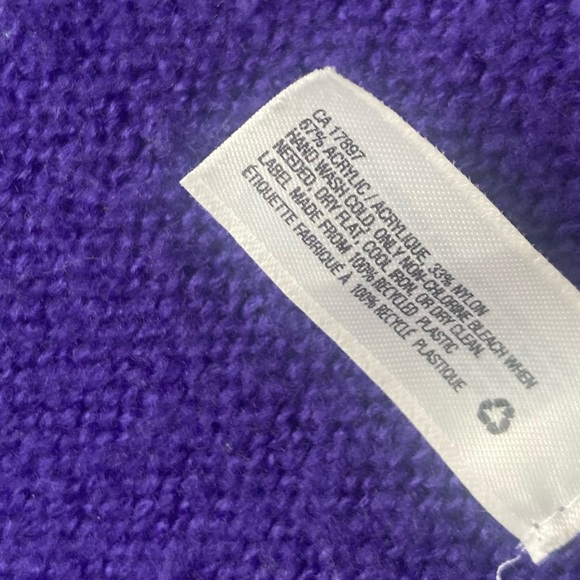 CA 17897
67% ACRYLIC / ACRYLIQUE, 33% NYLON
HAND WASH COLD, ONLY NON-CHLORINE BLEACH WHEN
NEEDED, DRY FLAT, COOL IRON, OR DRY CLEAN.
LABEL MADE FROM 100% RECYCLED PLASTIC
ETIQUETTE FABRIQUÉ À 100% RECYCLÉ PLASTIQUE